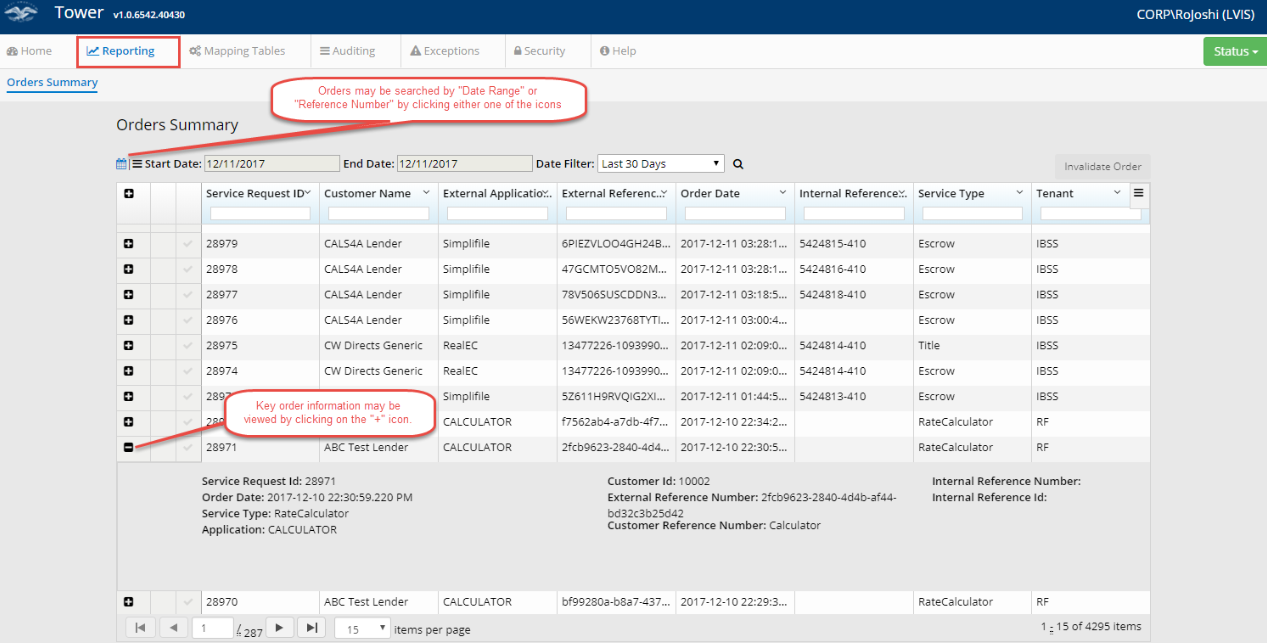 Tower v1.0.6542.40430
CORP\RoJoshi (LVIS)
Home Reporting Mapping Tables Auditing Exceptions Security Help Status
Orders Summary
Orders may be searched by "Date Range" or
"Reference Number" by clicking either one of the icons
Orders Summary
Start Date: 12/11/2017 End Date: 12/11/2017 Date Filter: Last 30 Days Invalidate Order
Service Request ID Customer Name External Applicatio... External Referenc... Order Date Internal Reference... Service Type Tenant
28979 CALS4A Lender Simplifile 6PIEZVLOO4GH24B... 2017-12-11 03:28:1... 5424815-410 Escrow IBSS
28978 CALS4A Lender Simplifile 47GCMTO5VO82M... 2017-12-11 03:28:1... 5424816-410 Escrow IBSS
28977 CALS4A Lender Simplifile 78V506SUSCDDN3... 2017-12-11 03:18:5... 5424818-410 Escrow IBSS
28976 CALS4A Lender Simplifile 56WEKW23768TYTI... 2017-12-11 03:00:4... Escrow IBSS
28975 CW Directs Generic RealEC 13477226-1093990... 2017-12-11 02:09:0... 5424814-410 Title IBSS
28974 CW Directs Generic RealEC 13477226-1093990... 2017-12-11 02:09:0... 5424814-410 Escrow IBSS
Simplifile 5Z611H9RVQIG2XI... 2017-12-11 01:44:5... 5424813-410 Escrow IBSS
Key order information may be
viewed by clicking on the "+" icon.
CALCULATOR f7562ab4-a7db-4f7... 2017-12-10 22:34:2... RateCalculator RF
28971 ABC Test Lender CALCULATOR 2fcb9623-2840-4d4... 2017-12-10 22:30:5... RateCalculator RF
Service Request Id: 28971 Customer Id: 10002 Internal Reference Number:
Order Date: 2017-12-10 22:30:59.220 PM External Reference Number: 2fcb9623-2840-4d4b-af44- Internal Reference Id:
Service Type: RateCalculator bd32c3b25d42
Application: CALCULATOR Customer Reference Number: Calculator
28970 ABC Test Lender CALCULATOR bf99280a-b8a7-437... 2017-12-10 22:29:3... RateCalculator RF
1 / 287 15 items per page 1 - 15 of 4295 items